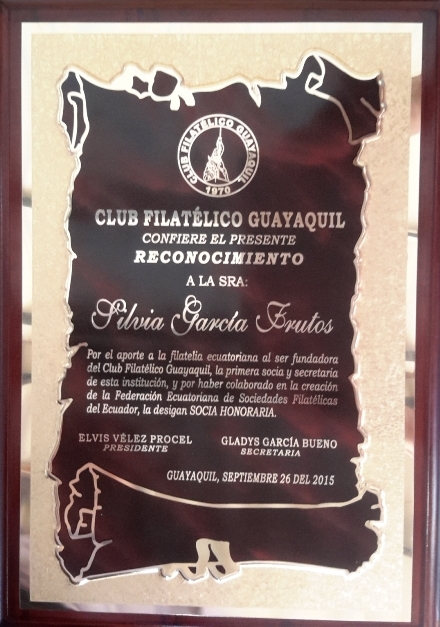 CLUB FILATÉLICO GUAYAQUIL
1970
CLUB FILATÉLICO GUAYAQUIL
CONFIERE EL PRESENTE
RECONOCIMIENTO
A LA SRA:
Silvia García Frutos
Por el aporte a la filatelia ecuatoriana al ser fundadora
del Club Filatélico Guayaquil, la primera socia y secretaria
de esta institución, y por haber colaborado en la creación
de la Federación Ecuatoriana de Sociedades Filatélicas
del Ecuador, la desigan SOCIA HONORARIA.
ELVIS VÉLEZ PROCEL GLADYS GARCÍA BUENO
PRESIDENTE SECRETARIA
GUAYAQUIL, SEPTIEMBRE 26 DEL 2015